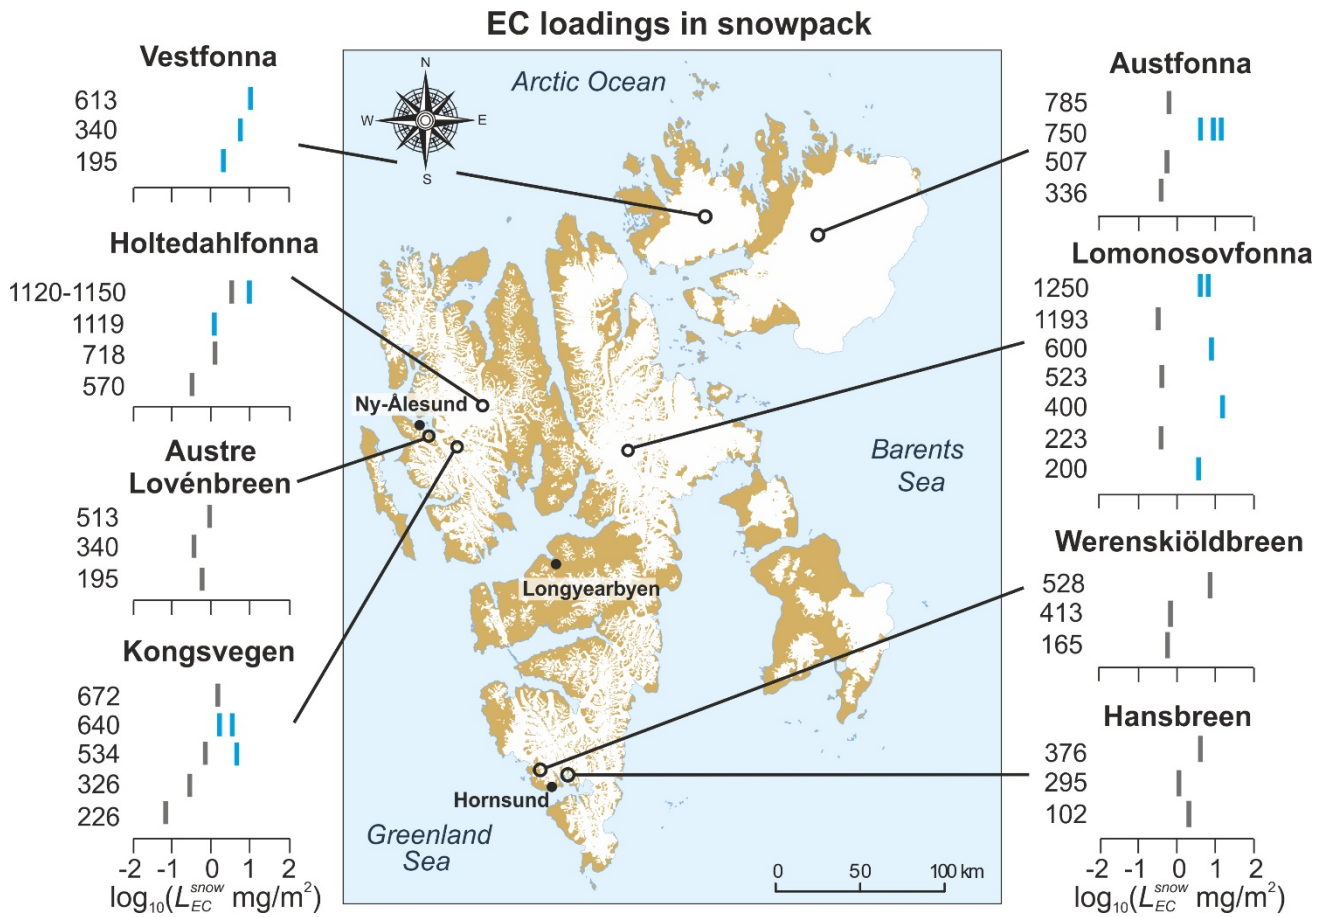 EC loadings in snowpack
Vestfonna
613
340
195
Holtedahlfonna
1120-1150
1119
718
570
Austre
Lovénbreen
513
340
195
Kongsvegen
672
640
534
326
226
-2 -1 0 1 2
log₁₀(L_EC^snow mg/m²)
Arctic Ocean
N
W E
S
Ny-Ålesund
Barents
Sea
Longyearbyen
Hornsund
Greenland
Sea
0 50 100 km
Austfonna
785
750
507
336
Lomonosovfonna
1250
1193
600
523
400
223
200
Werenskiöldbreen
528
413
165
Hansbreen
376
295
102
-2 -1 0 1 2
log₁₀(L_EC^snow mg/m²)